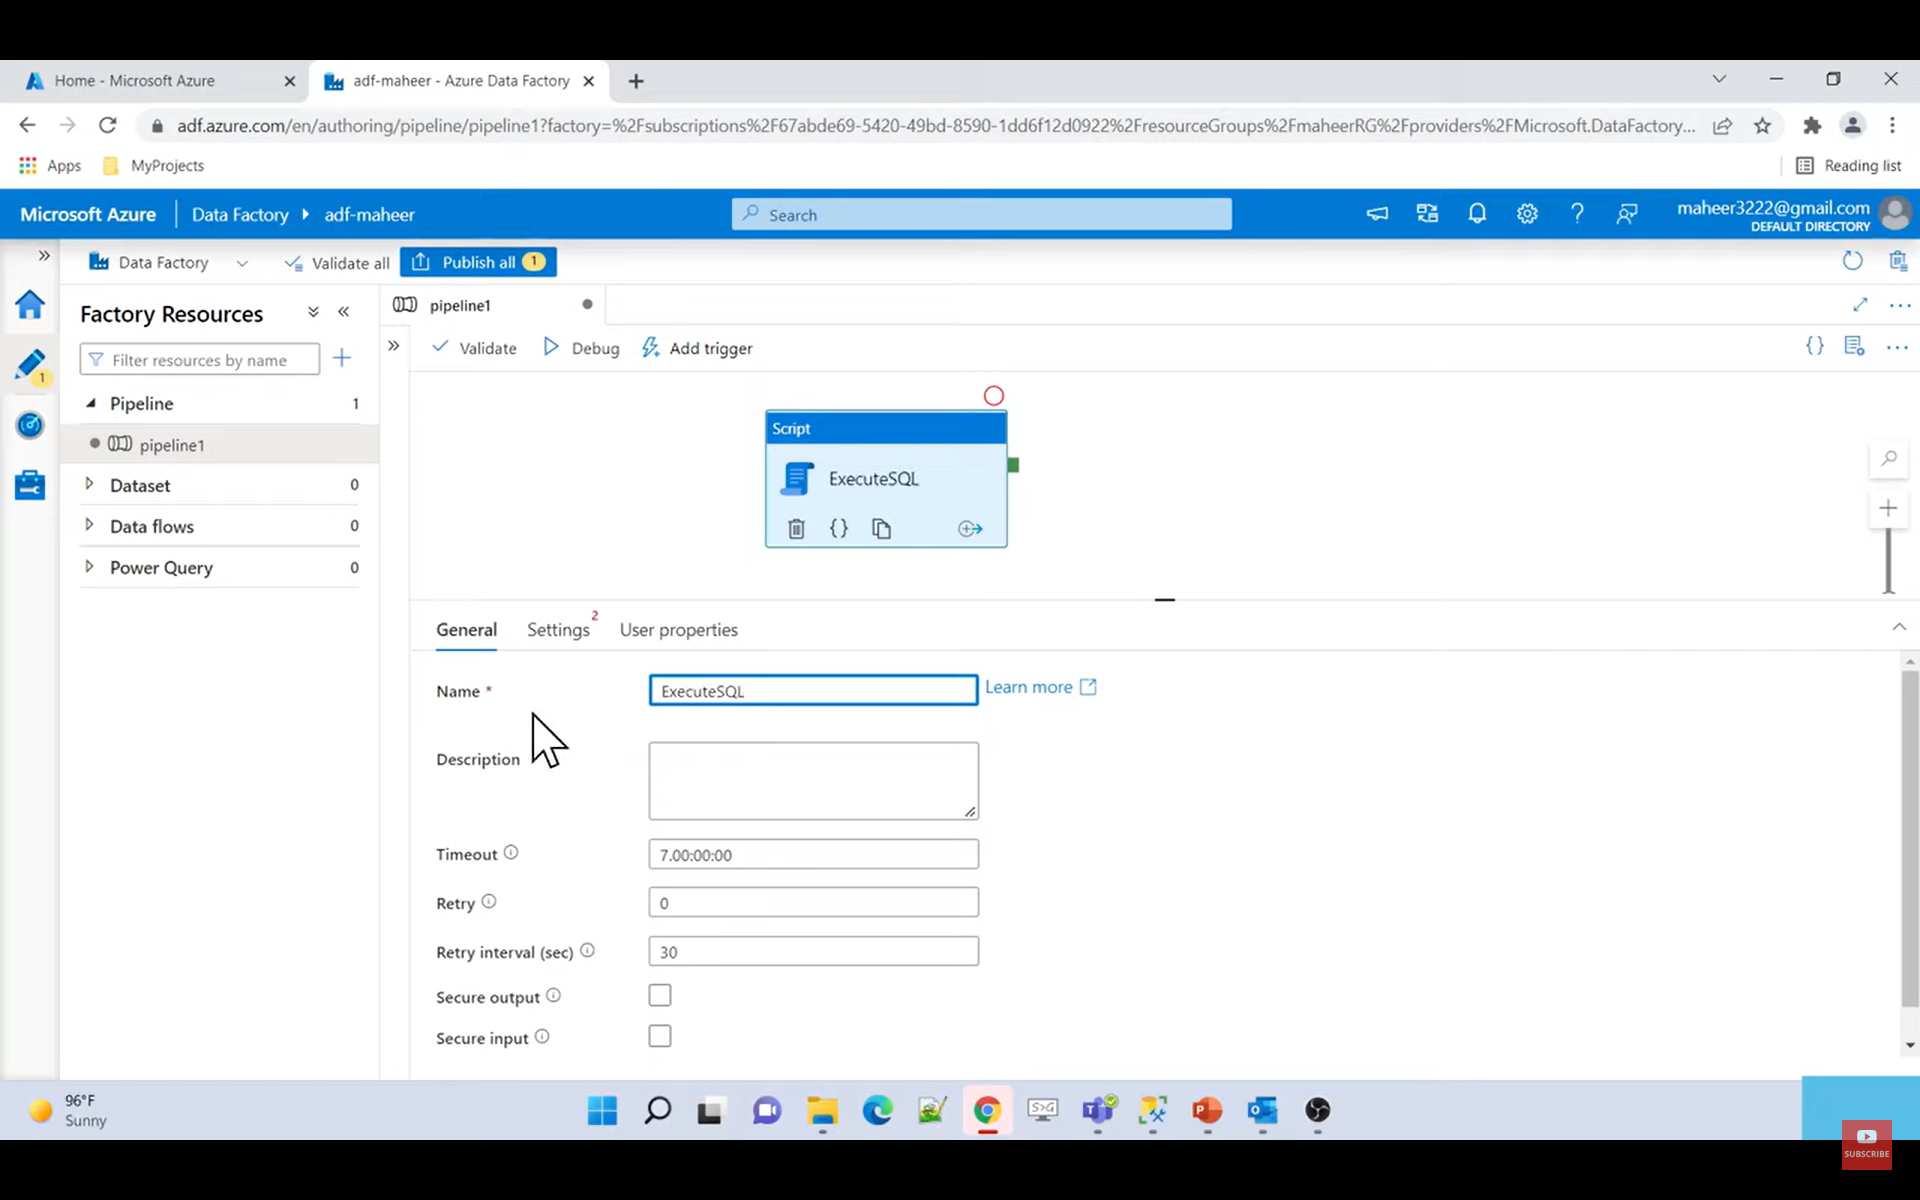 Home - Microsoft Azure
adf-maheer - Azure Data Factory
adf.azure.com/en/authoring/pipeline/pipeline1?factory=%2Fsubscriptions%2F67abde69-5420-49bd-8590-1dd6f12d0922%2FresourceGroups%2FmaheerRG%2Fproviders%2FMicrosoft.DataFactory...
Apps MyProjects Reading list
Microsoft Azure Data Factory adf-maheer Search maheer3222@gmail.com
DEFAULT DIRECTORY
Data Factory Validate all Publish all 1
Factory Resources
pipeline1
Filter resources by name
Validate Debug Add trigger
1
Pipeline 1
pipeline1
Dataset 0
Data flows 0
Power Query 0
Script
ExecuteSQL
General Settings 2 User properties
Name * ExecuteSQL Learn more
Description
Timeout 7.00:00:00
Retry 0
Retry interval (sec) 30
Secure output
Secure input
96°F
Sunny
SUBSCRIBE